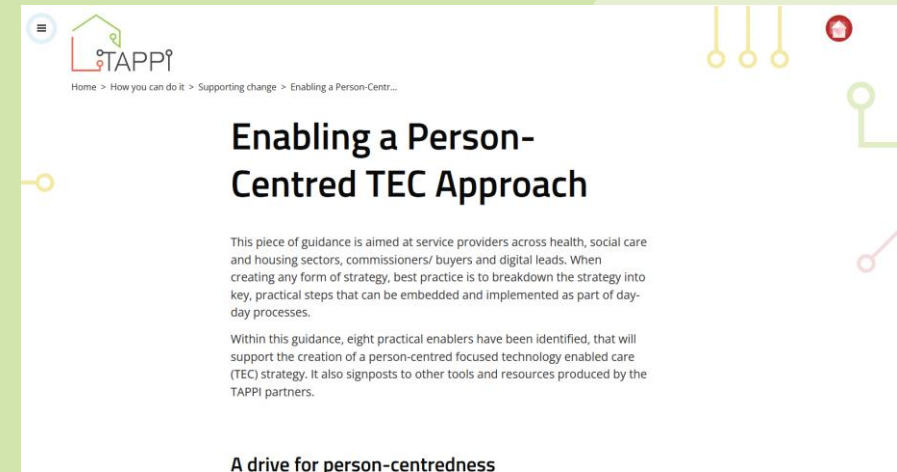 TAPPI
Home > How you can do it > Supporting change > Enabling a Person-Centr...
Enabling a Person-
Centred TEC Approach
This piece of guidance is aimed at service providers across health, social care
and housing sectors, commissioners/ buyers and digital leads. When
creating any form of strategy, best practice is to breakdown the strategy into
key, practical steps that can be embedded and implemented as part of day-
day processes.
Within this guidance, eight practical enablers have been identified, that will
support the creation of a person-centred focused technology enabled care
(TEC) strategy. It also signposts to other tools and resources produced by the
TAPPI partners.
A drive for person-centredness